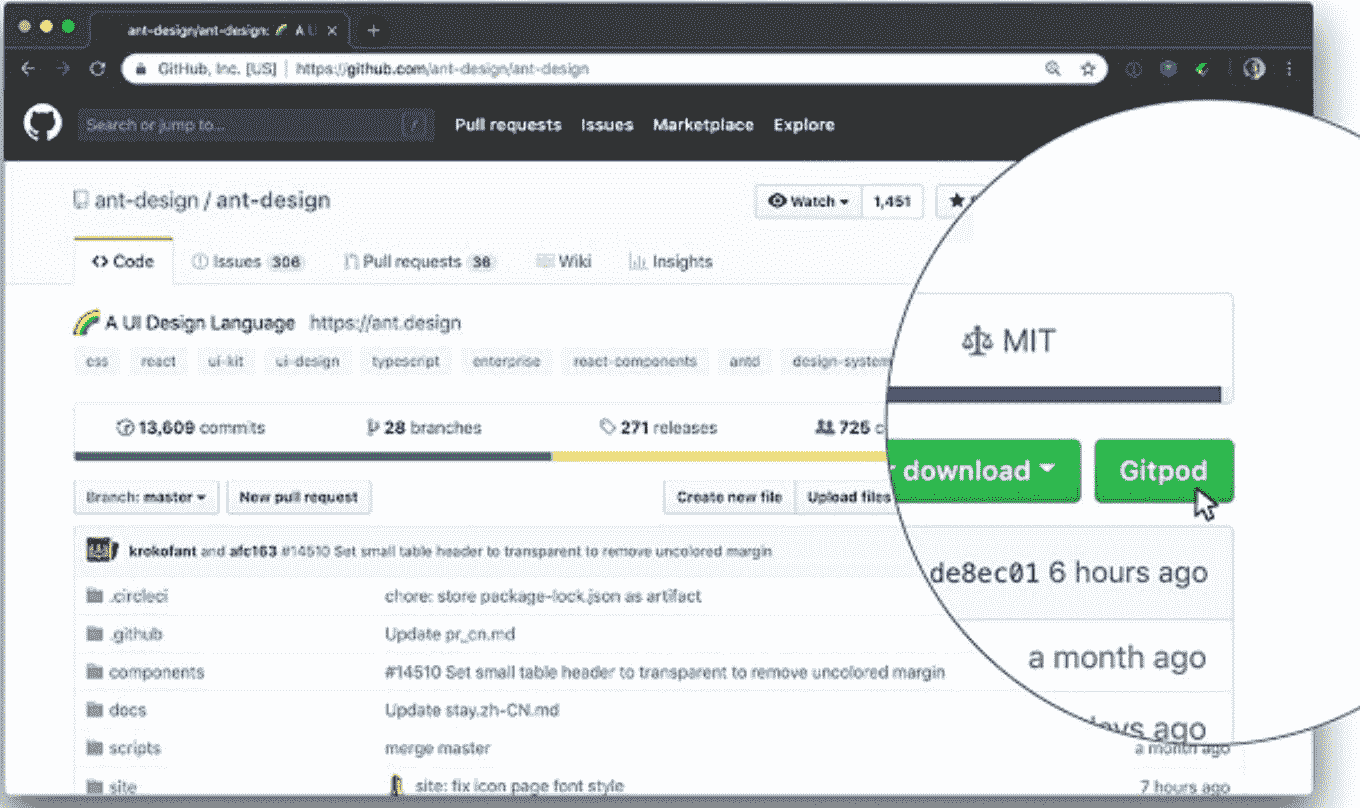 ant-design/ant-design: A U
GitHub, Inc. [US] https://github.com/ant-design/ant-design
Search or jump to... /
Pull requests Issues Marketplace Explore
ant-design / ant-design
Watch 1,451
Code Issues 306 Pull requests 36 Wiki Insights
A UI Design Language https://ant.design
css react ui-kit ui-design typescript enterprise react-components antd design-system
MIT
13,609 commits 28 branches 271 releases 725 c
r download Gitpod
Branch: master New pull request Create new file Upload files
krokofant and afc163 #14510 Set small table header to transparent to remove uncolored margin
de8ec01 6 hours ago
.circleci chore: store package-lock.json as artifact
.github Update pr_cn.md
a month ago
components #14510 Set small table header to transparent to remove uncolored margin
docs Update stay.zh-CN.md
days ago
scripts merge master a month ago
site site: fix icon page font style 7 hours ago